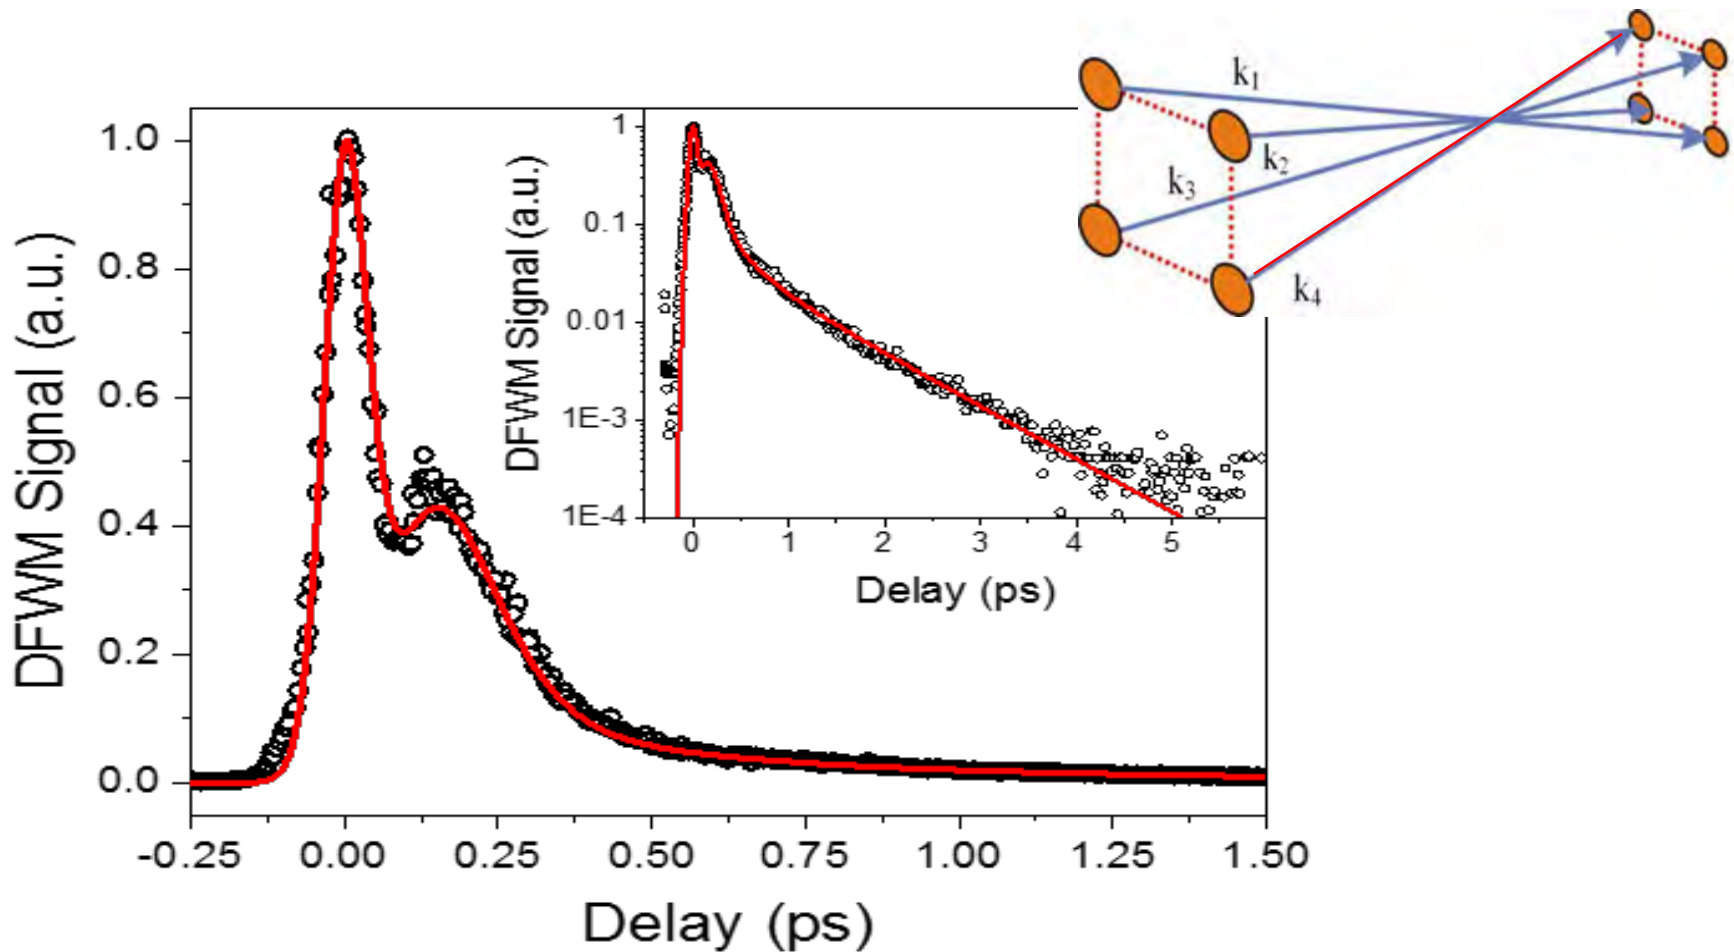 DFWM Signal (a.u.)
1.0
0.8
0.6
0.4
0.2
0.0
-0.25 0.00 0.25 0.50 0.75 1.00 1.25 1.50
Delay (ps)
DFWM Signal (a.u.)
1
0.1
0.01
1E-3
1E-4
0 1 2 3 4 5
Delay (ps)
k₁
k₂
k₃
k₄